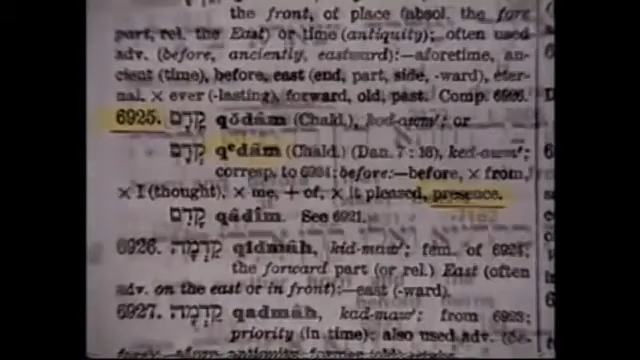 the front, of place (absol. the fore
part, rel. the East) or time (antiquity); often used
adv. (before, anciently, eastward):—aforetime, an-
cient (time), before, east (end, part, side, -ward), eter-
nal, × ever (-lasting), forward, old, past. Comp. 6926.
6925. קֳדָם qŏdâm (Chald.), kod-awm'; or
קְדָם qᵉdâm (Chald.) (Dan. 7 : 13), ked-awm';
corresp. to 6924; before:—before, × from,
× I (thought), × me, + of, × it pleased, presence.
קָדִם qâdîm. See 6921.
6926. קִדְמָה qidmâh, kid-maw'; fem. of 6924;
the forward part (or rel.) East (often
adv. on the east or in front):—east (-ward).
6927. קַדְמָה qadmâh, kad-maw'; from 6923;
priority (in time); also used adv. (be-